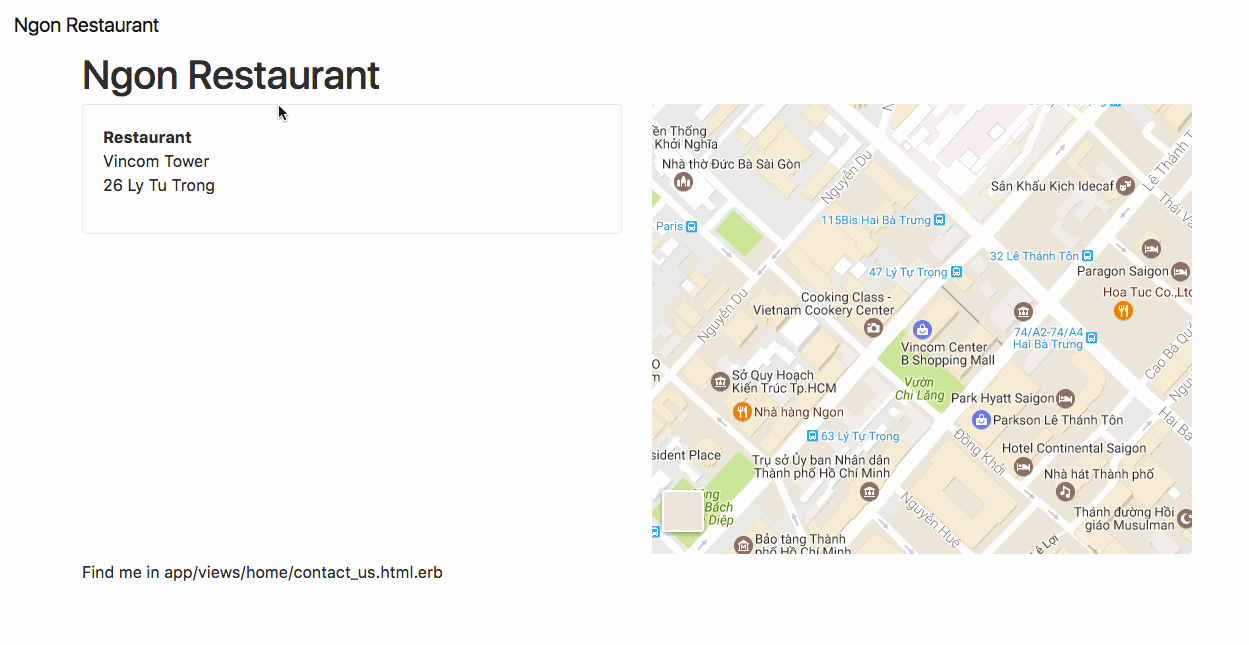 Ngon Restaurant
Ngon Restaurant
Restaurant
Vincom Tower
26 Ly Tu Trong
Khởi Nghĩa
Nhà thờ Đức Bà Sài Gòn
Nguyễn Du
Sân Khấu Kịch Idecaf
Lê Thánh T
Thái Vă
Paris
115Bis Hai Bà Trưng
32 Lê Thánh Tôn
47 Lý Tự Trọng
Paragon Saigon
Hoa Tuc Co.,Ltd
Cooking Class -
Vietnam Cookery Center
Nguyễn Du
74/A2-74/A4
Hai Bà Trưng
Vincom Center
B Shopping Mall
Cao Bá Quá
Sở Quy Hoạch
Kiến Trúc Tp.HCM
Vườn
Chi Lăng
Park Hyatt Saigon
Nhà hàng Ngon
Parkson Lê Thánh Tôn
63 Lý Tự Trọng
Đồng Khởi
Hai Bà
Hotel Continental Saigon
sident Place
Trụ sở Ủy ban Nhân dân
Thành phố Hồ Chí Minh
Nhà hát Thành phố
Bách
Diệp
Nguyễn Huệ
Thánh đường Hồi
giáo Musulman
Lê Lợi
Bảo tàng Thành
phố Hồ Chí Minh
Find me in app/views/home/contact_us.html.erb